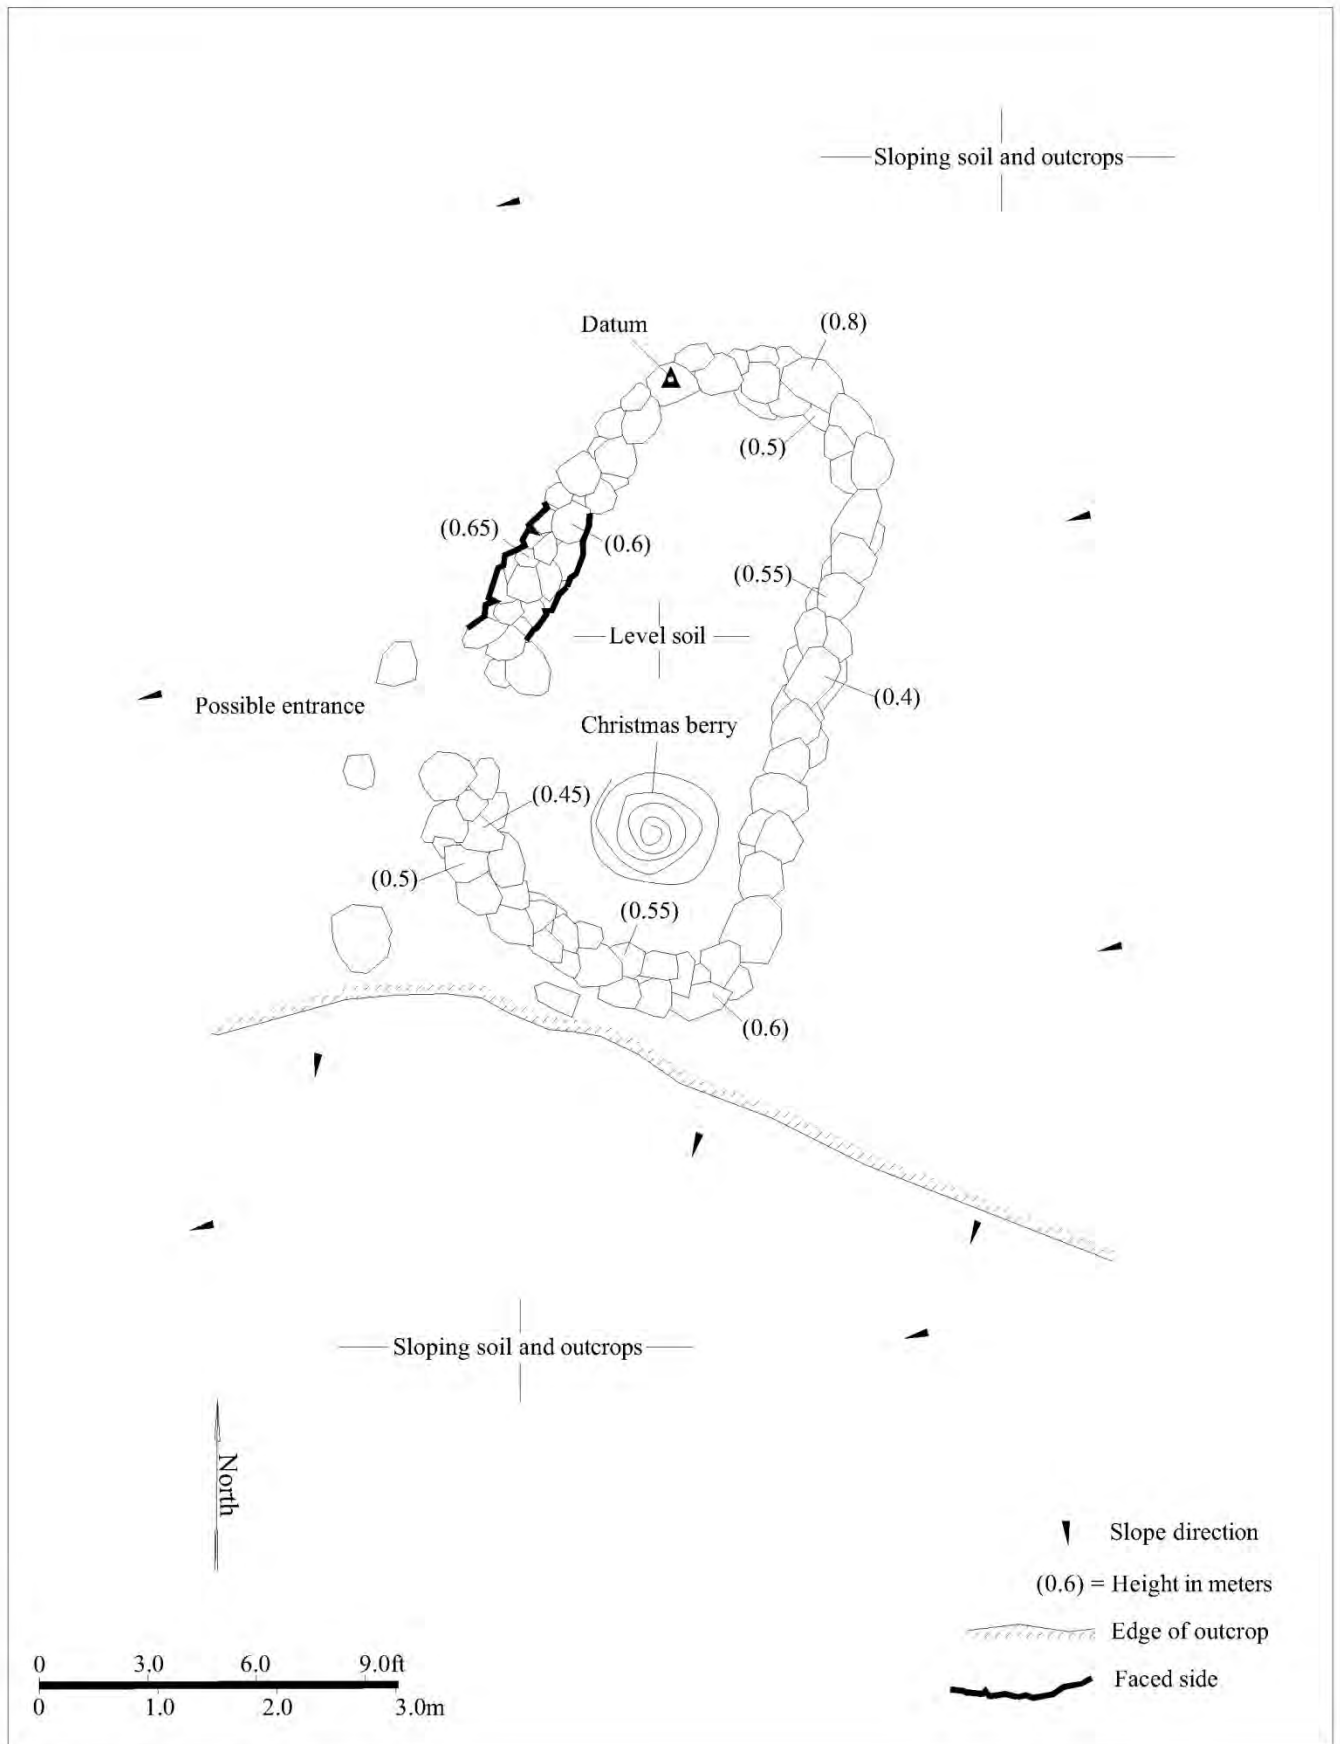 Sloping soil and outcrops
Datum
(0.8)
(0.5)
(0.65)
(0.6)
(0.55)
Level soil
(0.4)
Possible entrance
Christmas berry
(0.45)
(0.5)
(0.55)
(0.6)
Sloping soil and outcrops
North
Slope direction
(0.6) = Height in meters
Edge of outcrop
Faced side
0 3.0 6.0 9.0ft
0 1.0 2.0 3.0m